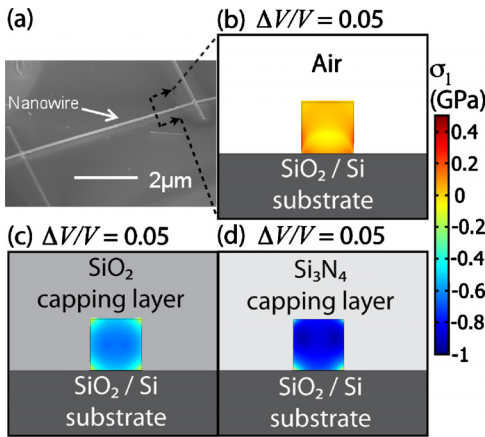 (a)
Nanowire
2μm
(b) ΔV/V = 0.05
Air
SiO₂ / Si
substrate
σ₁
(GPa)
0.4
0.2
0
-0.2
-0.4
-0.6
-0.8
-1
(c) ΔV/V = 0.05
SiO₂
capping layer
SiO₂ / Si
substrate
(d) ΔV/V = 0.05
Si₃N₄
capping layer
SiO₂ / Si
substrate